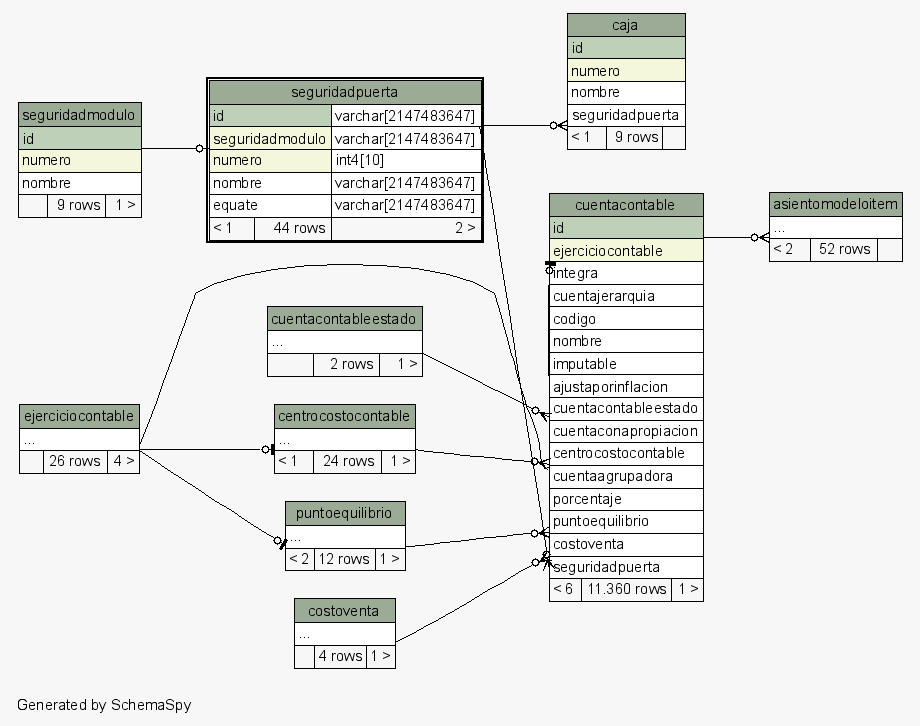 caja
id
numero
nombre
seguridadpuerta
< 1 9 rows
seguridadpuerta
id varchar[2147483647]
seguridadmodulo varchar[2147483647]
numero int4[10]
nombre varchar[2147483647]
equate varchar[2147483647]
< 1 44 rows 2 >
seguridadmodulo
id
numero
nombre
9 rows 1 >
cuentacontable
id
ejerciciocontable
integra
cuentajerarquia
codigo
nombre
imputable
ajustaporinflacion
cuentacontableestado
cuentaconapropiacion
centrocostocontable
cuentaagrupadora
porcentaje
puntoequilibrio
costoventa
seguridadpuerta
< 6 11.360 rows 1 >
asientomodeloitem
...
< 2 52 rows
cuentacontableestado
...
2 rows 1 >
ejerciciocontable
...
26 rows 4 >
centrocostocontable
...
< 1 24 rows 1 >
puntoequilibrio
...
< 2 12 rows 1 >
costoventa
...
4 rows 1 >
Generated by SchemaSpy